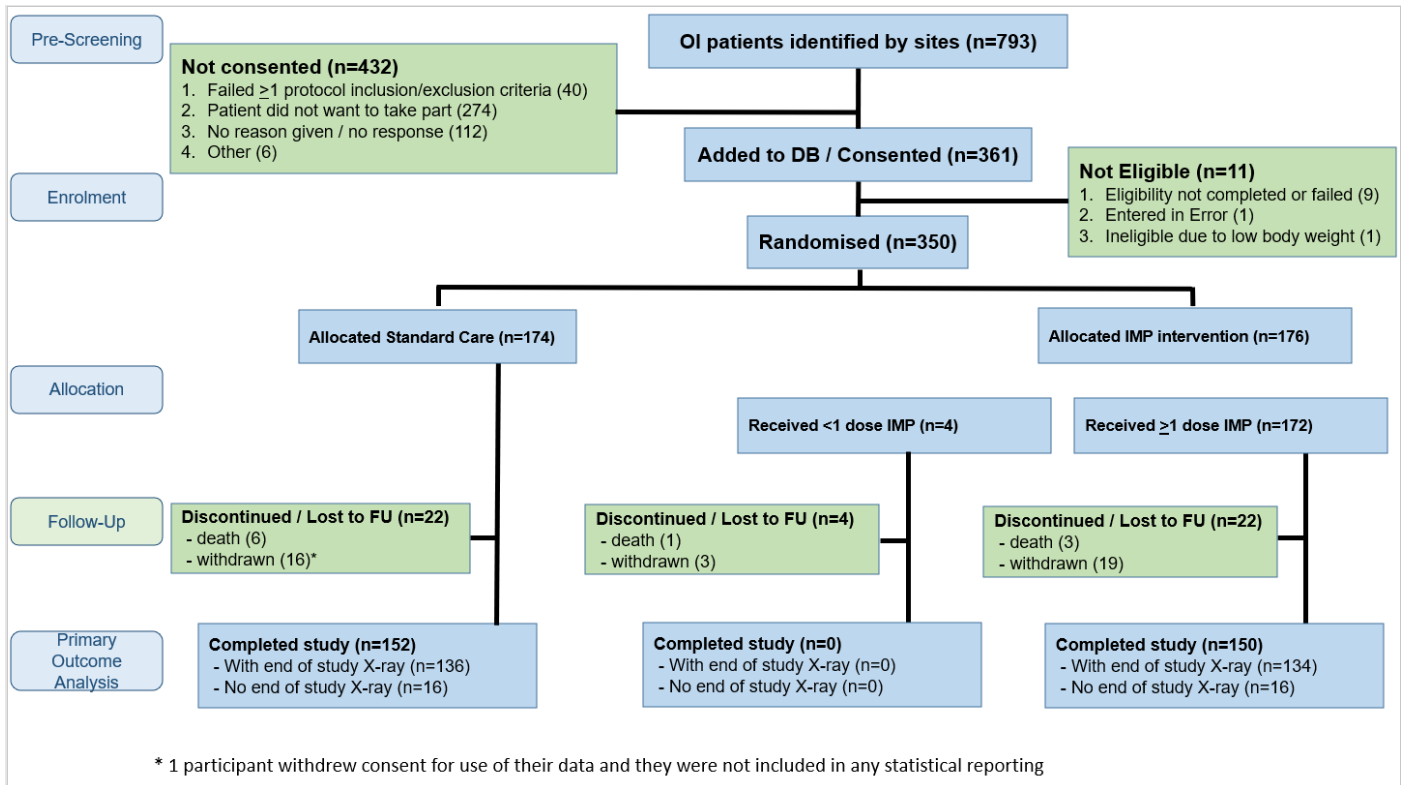 Pre-Screening
OI patients identified by sites (n=793)
Not consented (n=432)
1. Failed ≥1 protocol inclusion/exclusion criteria (40)
2. Patient did not want to take part (274)
3. No reason given / no response (112)
4. Other (6)
Added to DB / Consented (n=361)
Enrolment
Not Eligible (n=11)
1. Eligibility not completed or failed (9)
2. Entered in Error (1)
3. Ineligible due to low body weight (1)
Randomised (n=350)
Allocated Standard Care (n=174)
Allocated IMP intervention (n=176)
Allocation
Received <1 dose IMP (n=4)
Received ≥1 dose IMP (n=172)
Follow-Up
Discontinued / Lost to FU (n=22)
- death (6)
- withdrawn (16)*
Discontinued / Lost to FU (n=4)
- death (1)
- withdrawn (3)
Discontinued / Lost to FU (n=22)
- death (3)
- withdrawn (19)
Primary
Outcome
Analysis
Completed study (n=152)
- With end of study X-ray (n=136)
- No end of study X-ray (n=16)
Completed study (n=0)
- With end of study X-ray (n=0)
- No end of study X-ray (n=0)
Completed study (n=150)
- With end of study X-ray (n=134)
- No end of study X-ray (n=16)
* 1 participant withdrew consent for use of their data and they were not included in any statistical reporting